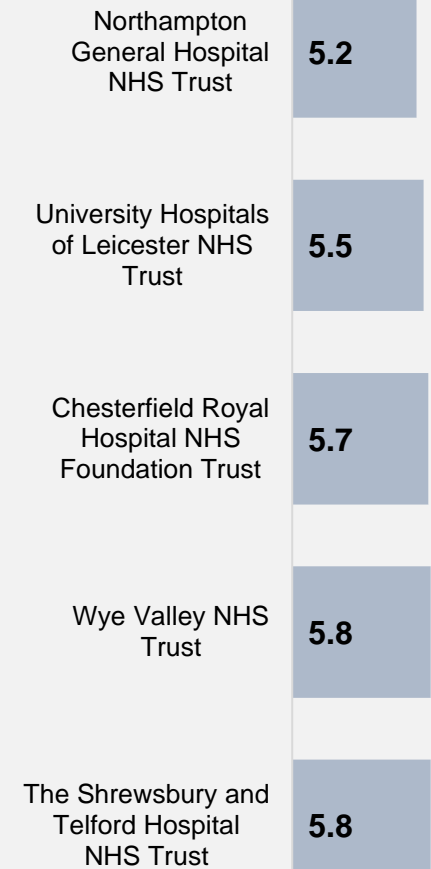 Northampton
General Hospital
NHS Trust
5.2
University Hospitals
of Leicester NHS
Trust
5.5
Chesterfield Royal
Hospital NHS
Foundation Trust
5.7
Wye Valley NHS
Trust
5.8
The Shrewsbury and
Telford Hospital
NHS Trust
5.8